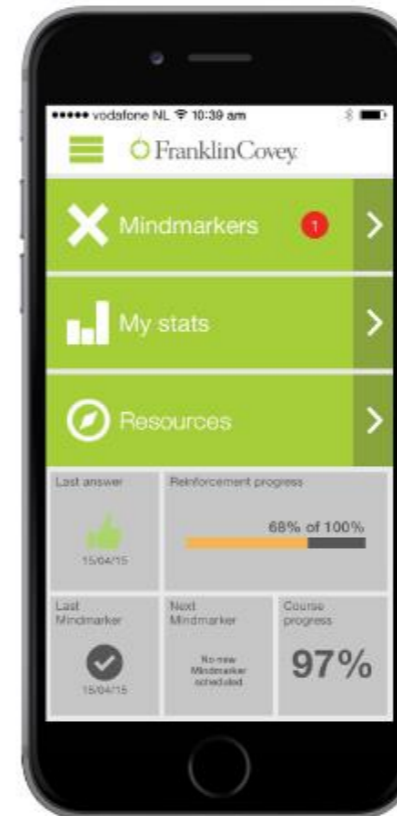 vodafone NL 10:39 am
FranklinCovey
Mindmarkers 1
My stats
Resources
Last answer
15/04/15
Reinforcement progress
68% of 100%
Last
Mindmarker
15/04/15
Next
Mindmarker
No new
Mindmarker
scheduled
Course
progress
97%